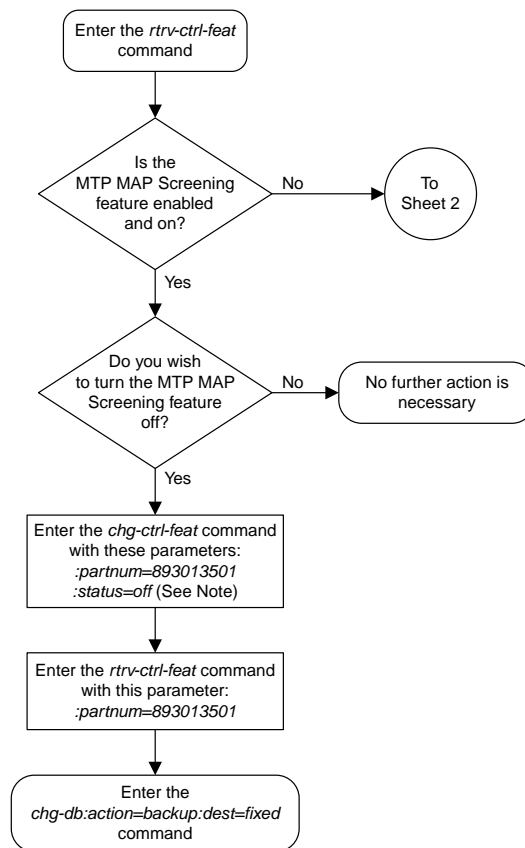 Enter the rtrv-ctrl-feat
command
Is the
MTP MAP Screening
feature enabled
and on?
No
To
Sheet 2
Yes
Do you wish
to turn the MTP MAP
Screening feature
off?
No
No further action is
necessary
Yes
Enter the chg-ctrl-feat command
with these parameters:
:partnum=893013501
:status=off (See Note)
Enter the rtrv-ctrl-feat command
with this parameter:
:partnum=893013501
Enter the
chg-db:action=backup:dest=fixed
command